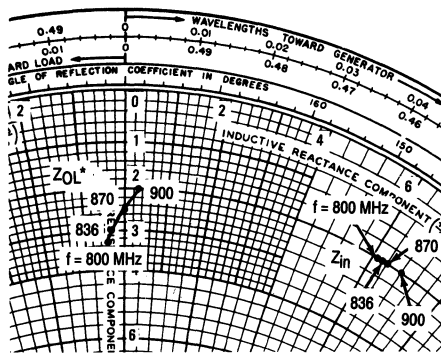 0.49 0 0.01 0.02 0.03 0.04
WAVELENGTHS TOWARD GENERATOR
0.01 0 0.49 0.48 0.47 0.46
ARD LOAD
GLE OF REFLECTION COEFFICIENT IN DEGREES
160
150
2 0 2 4 6
INDUCTIVE REACTANCE COMPONENT
1
2
3
6
ZOL*
870
900
836
f = 800 MHz
CE COMPONEN
f = 800 MHz
870
Zin
836
900